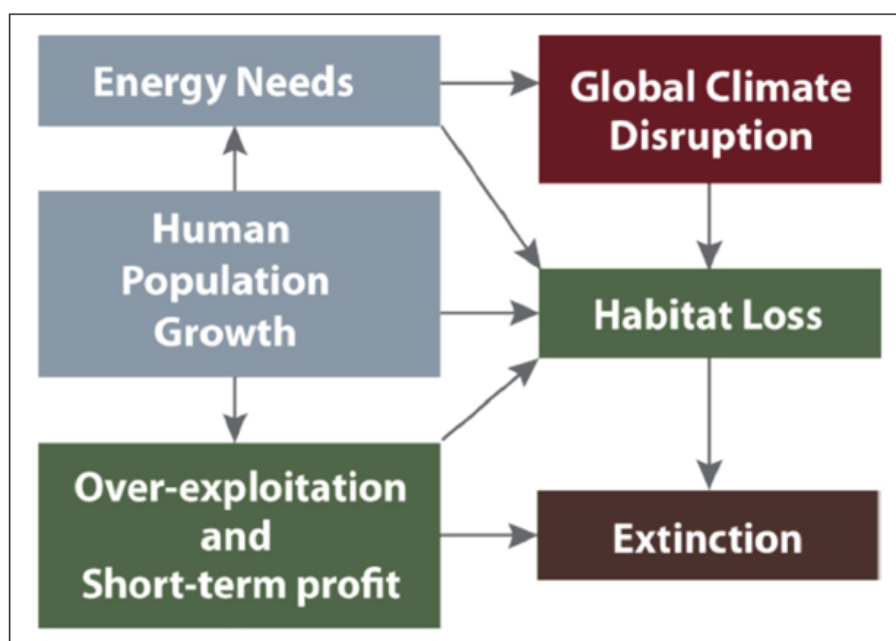 Energy Needs
Global Climate
Disruption
Human
Population
Growth
Habitat Loss
Over-exploitation
and
Short-term profit
Extinction